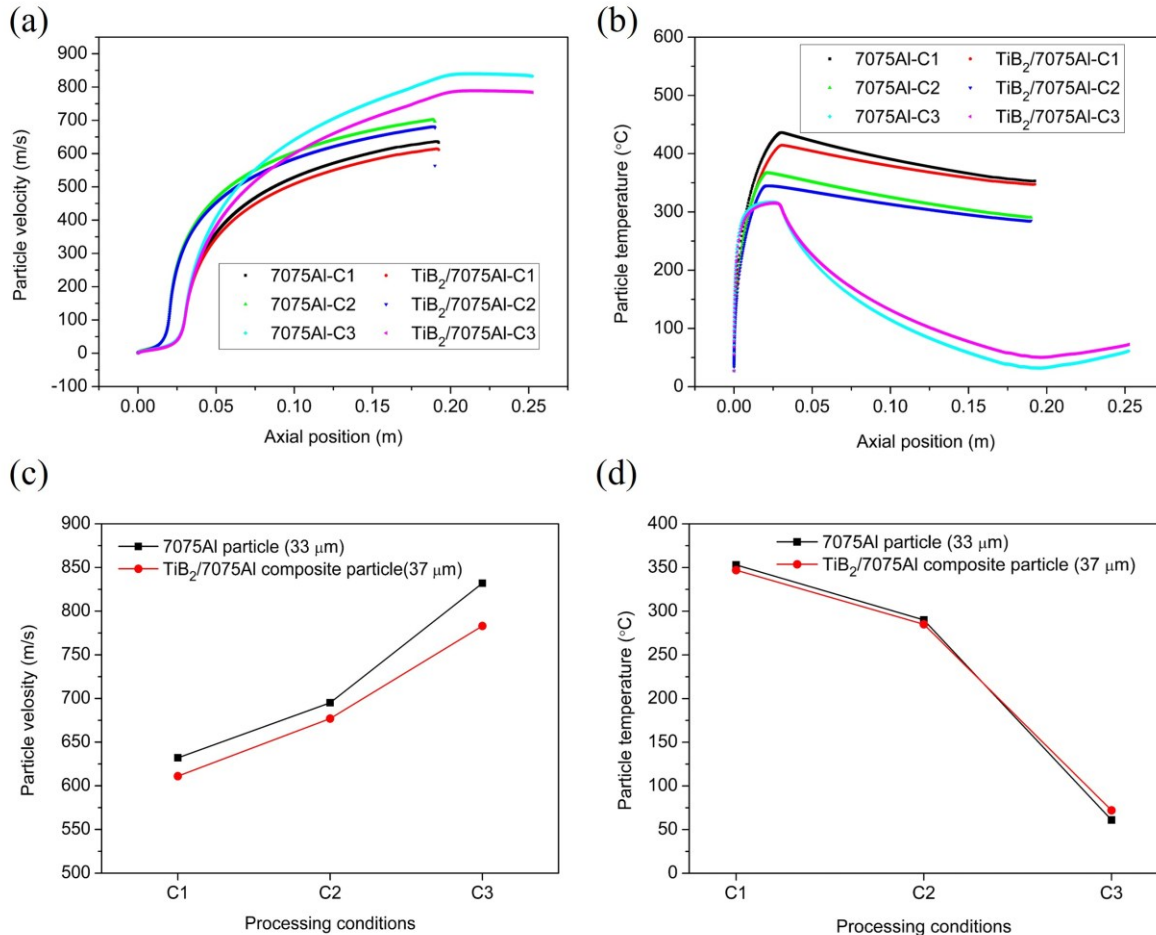 (a)
900
800
700
600
500
400
300
200
100
0
-100
Particle velocity (m/s)
7075Al-C1
TiB₂/7075Al-C1
7075Al-C2
TiB₂/7075Al-C2
7075Al-C3
TiB₂/7075Al-C3
0.00 0.05 0.10 0.15 0.20 0.25
Axial position (m)
(b)
600
500
400
300
200
100
0
Particle temperature (°C)
7075Al-C1
TiB₂/7075Al-C1
7075Al-C2
TiB₂/7075Al-C2
7075Al-C3
TiB₂/7075Al-C3
0.00 0.05 0.10 0.15 0.20 0.25
Axial position (m)
(c)
900
850
800
750
700
650
600
550
500
Particle velosity (m/s)
7075Al particle (33 μm)
TiB₂/7075Al composite particle(37 μm)
C1 C2 C3
Processing conditions
(d)
400
350
300
250
200
150
100
50
0
Particle temperature (°C)
7075Al particle (33 μm)
TiB₂/7075Al composite particle (37 μm)
C1 C2 C3
Processing conditions